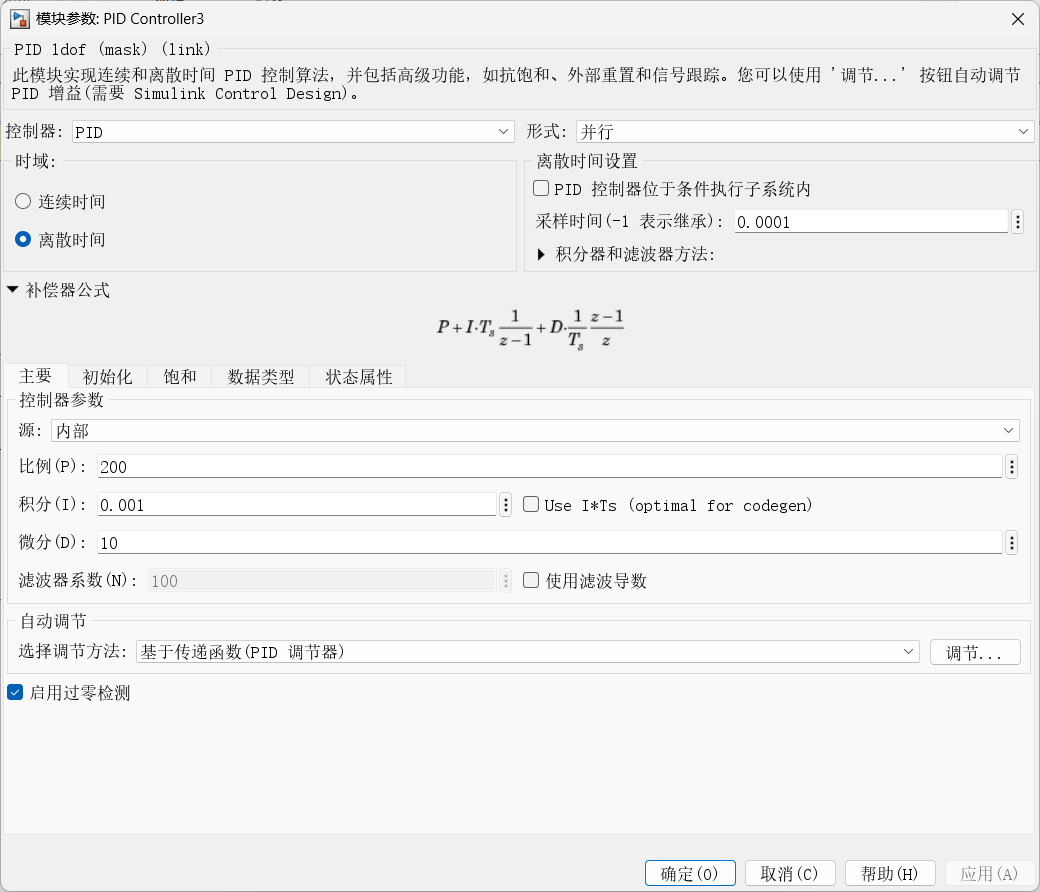 模块参数: PID Controller3
PID 1dof (mask) (link)
此模块实现连续和离散时间 PID 控制算法，并包括高级功能，如抗饱和、外部重置和信号跟踪。您可以使用 '调节...' 按钮自动调节
PID 增益(需要 Simulink Control Design)。
控制器: PID 形式: 并行
时域:
连续时间
离散时间
离散时间设置
PID 控制器位于条件执行子系统内
采样时间(-1 表示继承): 0.0001
积分器和滤波器方法:
补偿器公式
P + I·T_s 1/(z−1) + D·1/T_s (z−1)/z
主要 初始化 饱和 数据类型 状态属性
控制器参数
源: 内部
比例(P): 200
积分(I): 0.001 Use I*Ts (optimal for codegen)
微分(D): 10
滤波器系数(N): 100 使用滤波导数
自动调节
选择调节方法: 基于传递函数(PID 调节器) 调节...
启用过零检测
确定(O) 取消(C) 帮助(H) 应用(A)